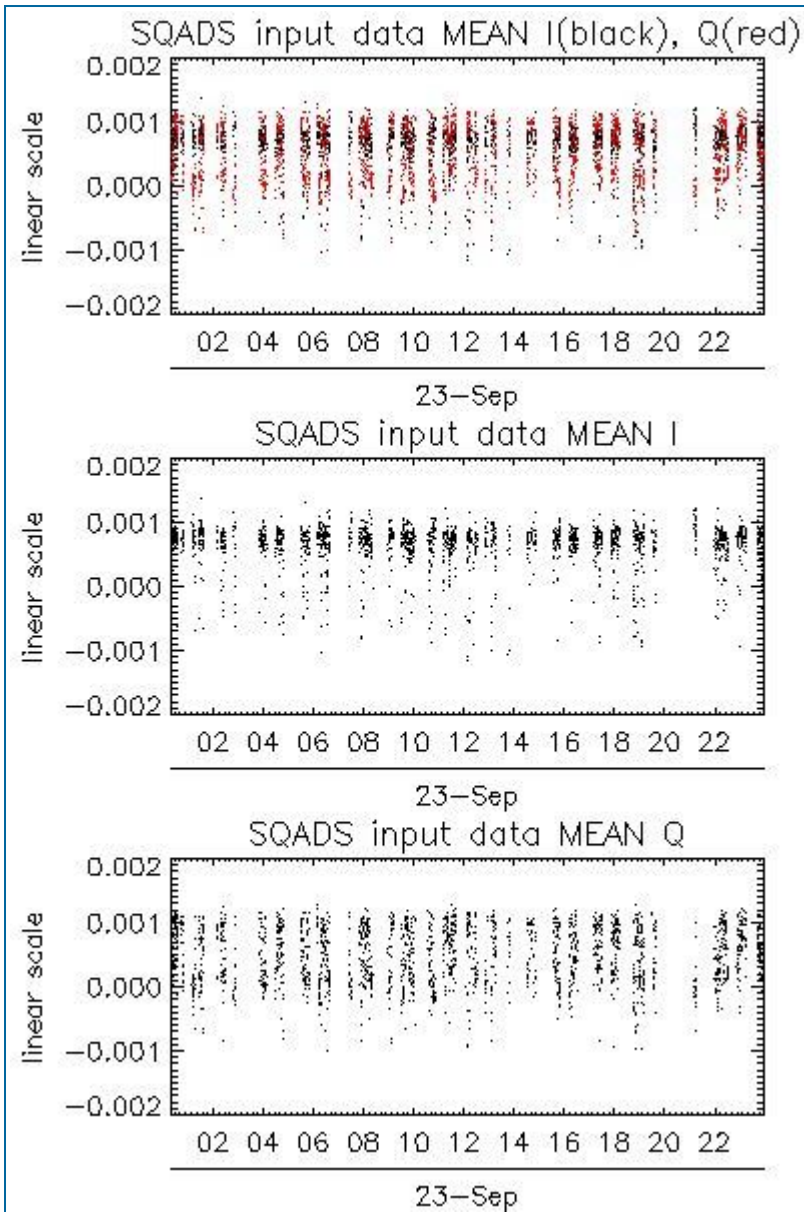 SQADS input data MEAN I(black), Q(red)
0.002
0.001
0.000
-0.001
-0.002
linear scale
02 04 06 08 10 12 14 16 18 20 22
23-Sep
SQADS input data MEAN I
0.002
0.001
0.000
-0.001
-0.002
linear scale
02 04 06 08 10 12 14 16 18 20 22
23-Sep
SQADS input data MEAN Q
0.002
0.001
0.000
-0.001
-0.002
linear scale
02 04 06 08 10 12 14 16 18 20 22
23-Sep